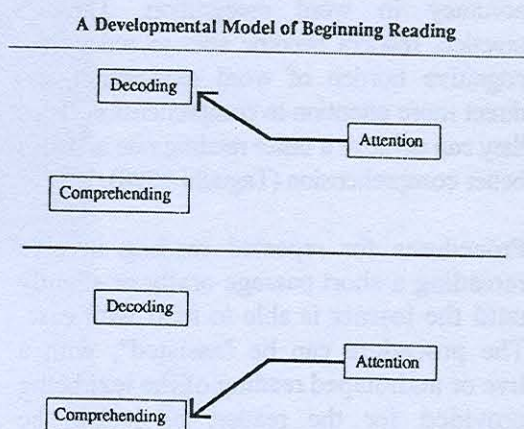 A Developmental Model of Beginning Reading
Decoding
Attention
Comprehending
Decoding
Attention
Comprehending